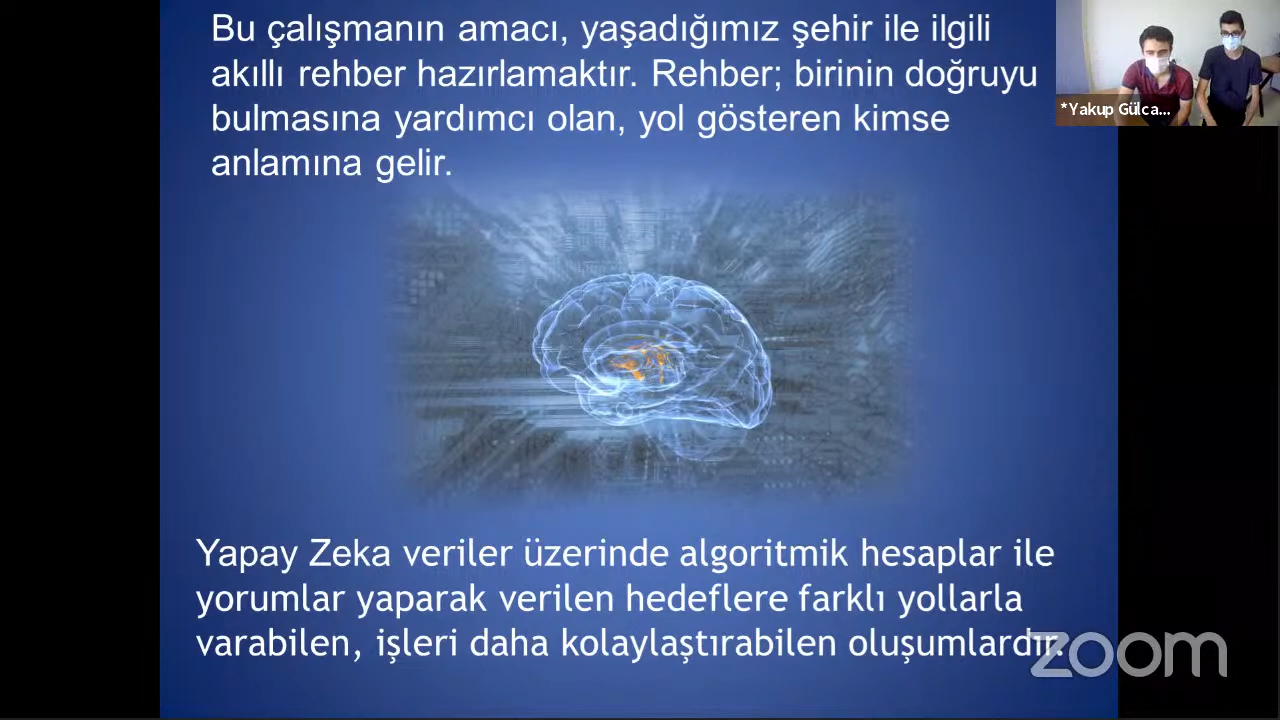 Bu çalışmanın amacı, yaşadığımız şehir ile ilgili
akıllı rehber hazırlamaktır. Rehber; birinin doğruyu
bulmasına yardımcı olan, yol gösteren kimse
anlamına gelir.
*Yakup Gülca...
Yapay Zeka veriler üzerinde algoritmik hesaplar ile
yorumlar yaparak verilen hedeflere farklı yollarla
varabilen, işleri daha kolaylaştırabilen oluşumlardır.
zoom